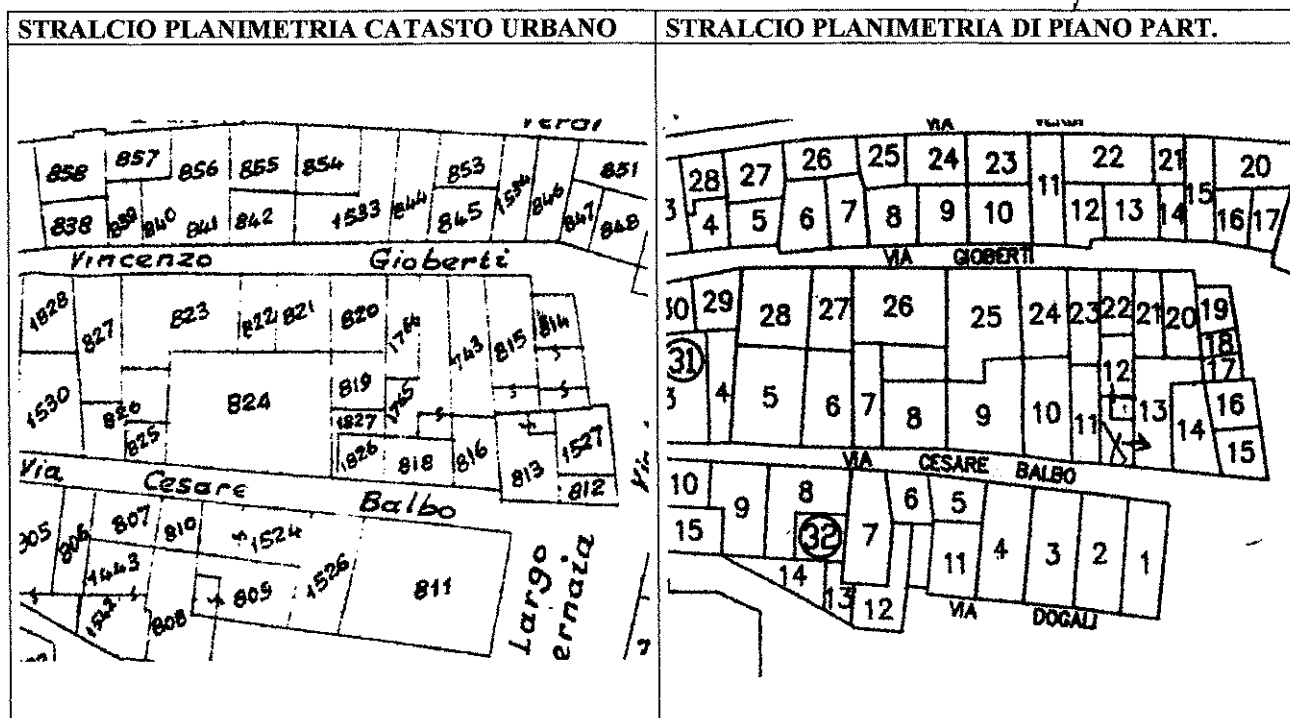 STRALCIO PLANIMETRIA CATASTO URBANO
858 857 856 855 854 853 1534 846 851
838 839 840 841 842 1533 844 845 847 848
Vincenzo Gioberti
1828 827 823 822 821 820 1764 743 815 814
1530 826 825 824 819 1765
1827 1826 818 816 813 1527 812
Via Cesare Balbo
805 806 807 810 1524
1443 809 1526 811
808
Largo
STRALCIO PLANIMETRIA DI PIANO PART.
VIA
28 27 26 25 24 23 11 22 21 15 20
4 5 6 7 8 9 10 12 13 14 16 17
VIA GIOBERTI
30 29 28 27 26 25 24 23 22 21 20 19
18
31 12 17
3 4 5 6 7 8 9 10 11 13 14 16
15
VIA CESARE BALBO
10 9 8 7 6 5
15 32 11 4 3 2 1
14 13 12
VIA DOGALI